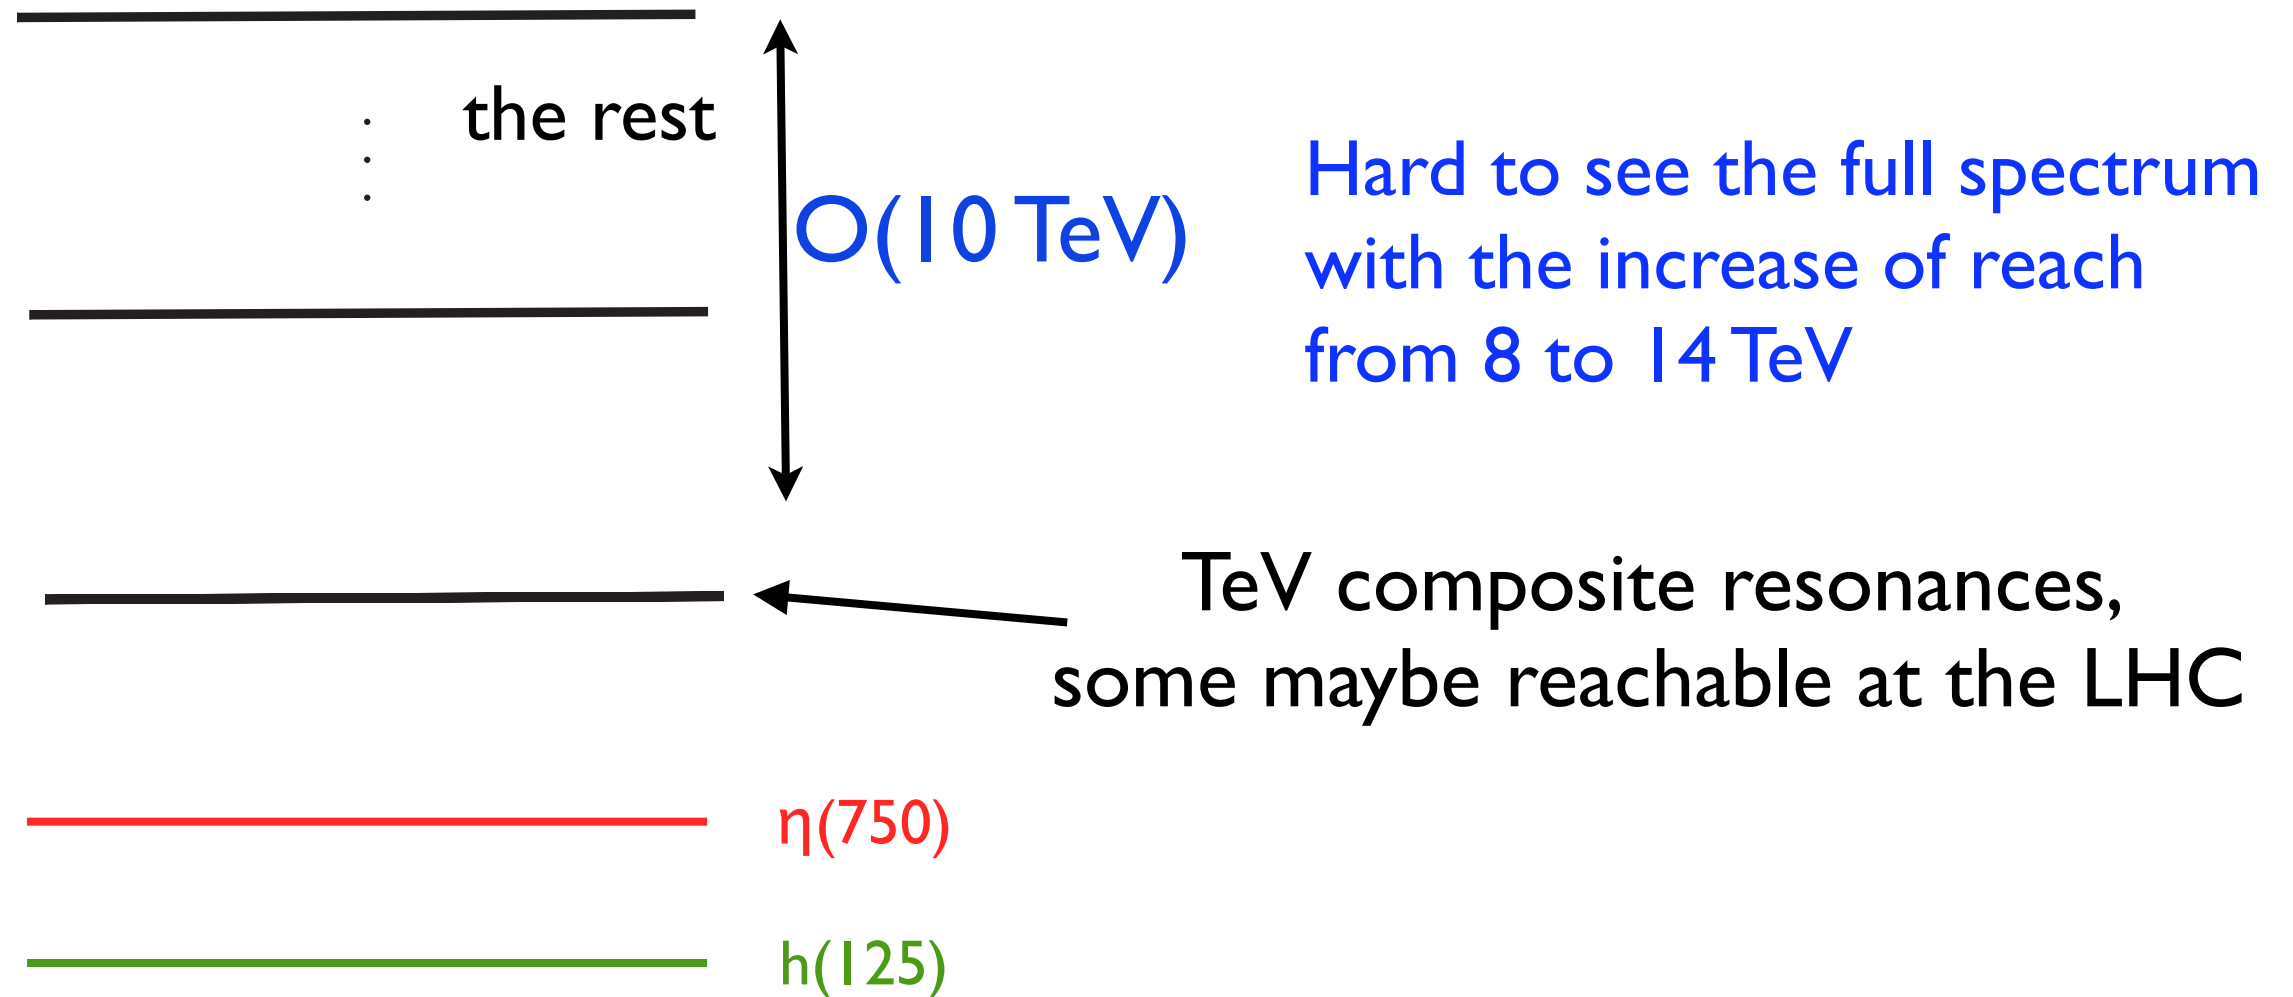 the rest
O(10 TeV)
Hard to see the full spectrum
with the increase of reach
from 8 to 14 TeV
TeV composite resonances,
some maybe reachable at the LHC
η(750)
h(125)